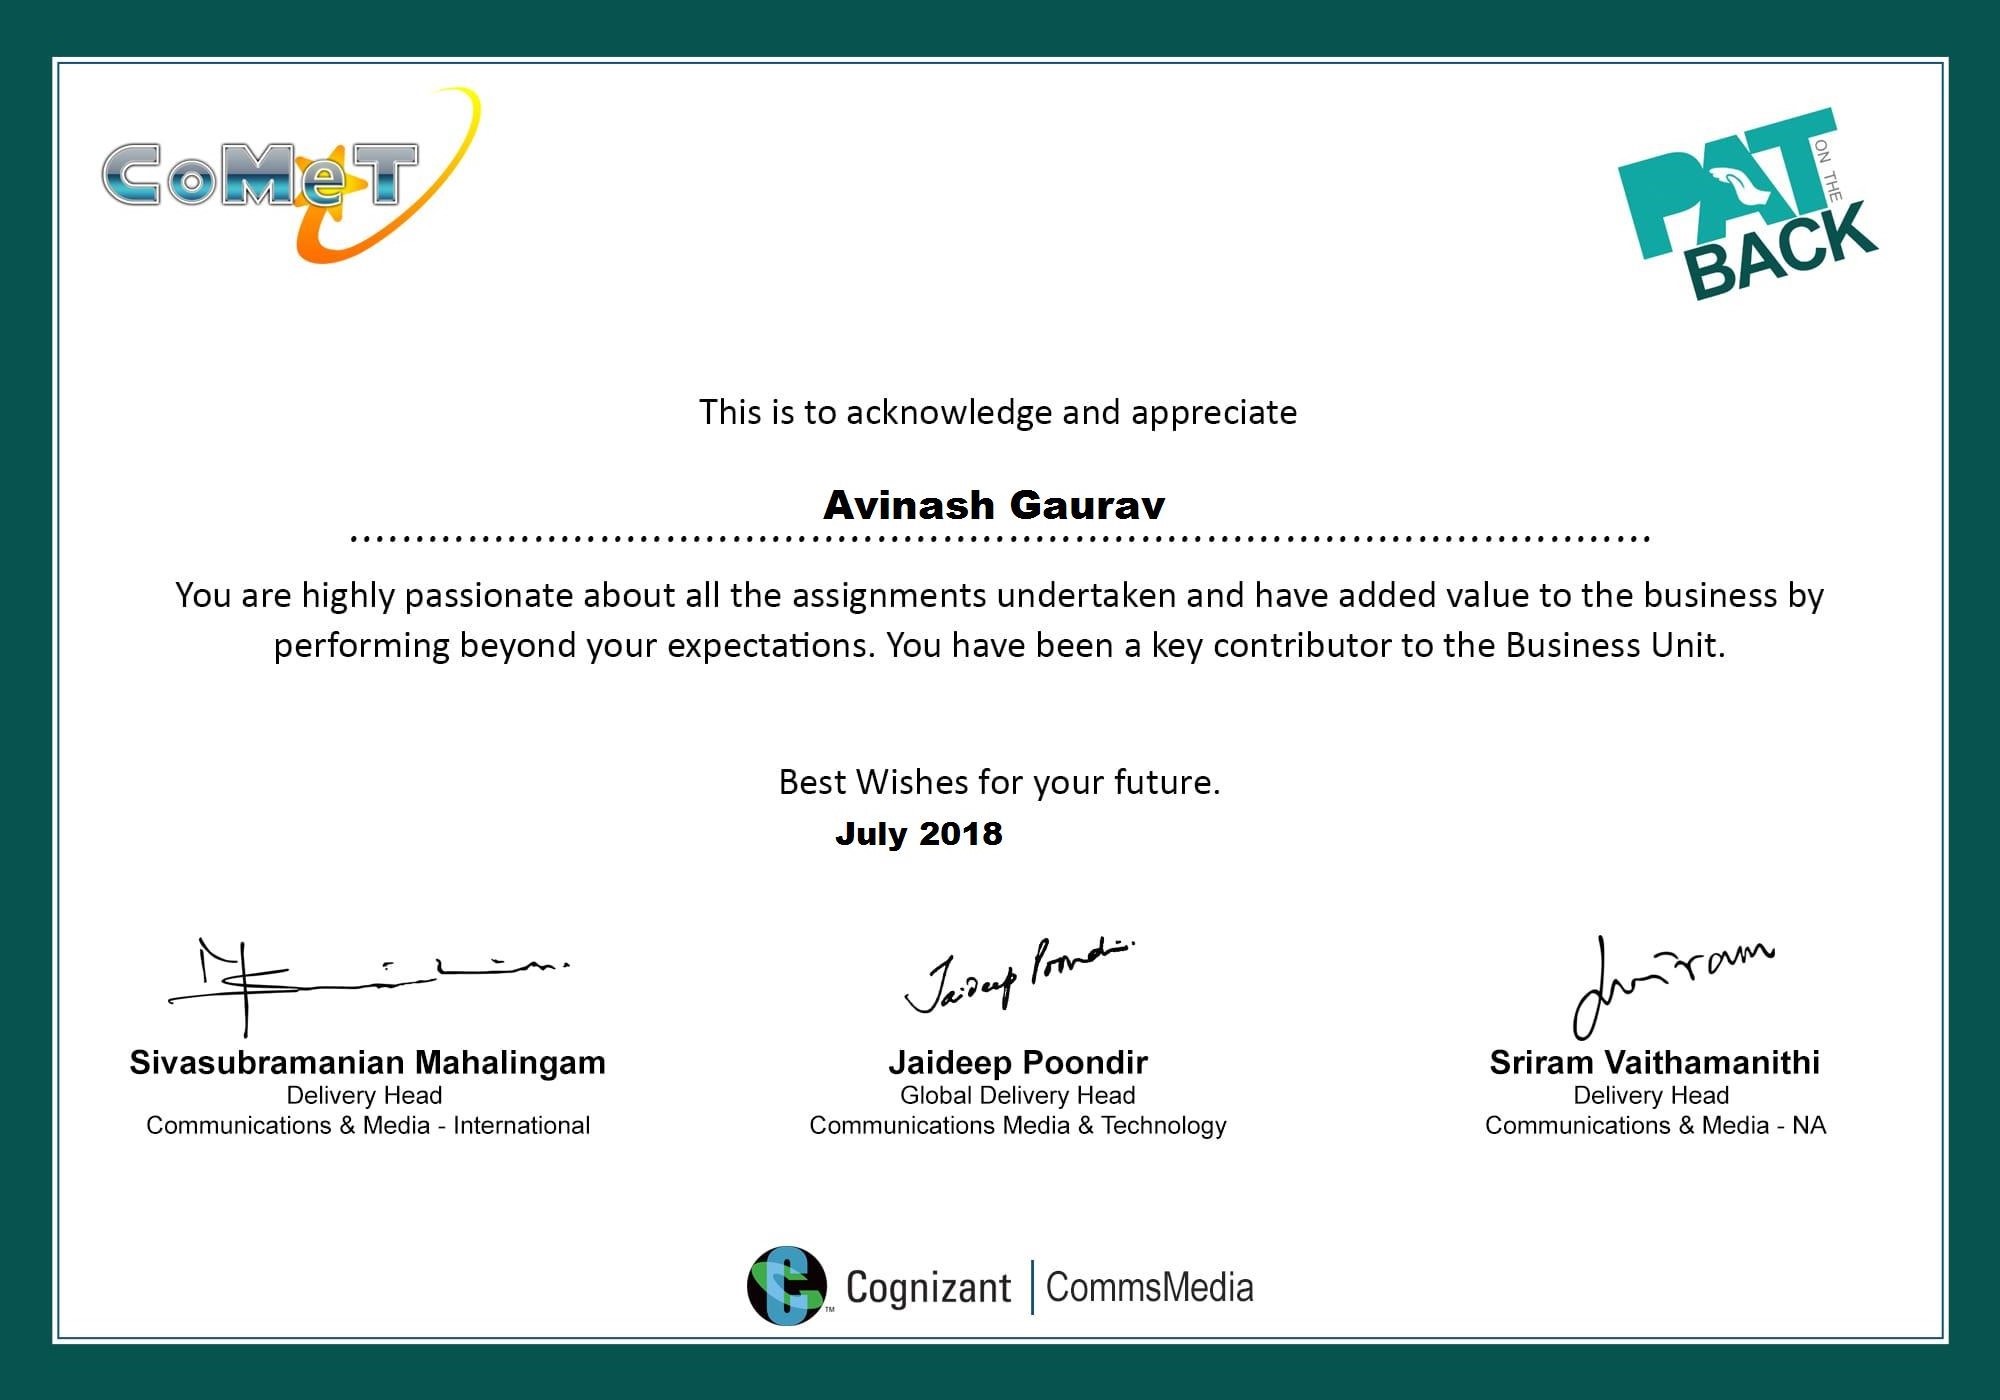 CoMeT
PAT
ON THE
BACK
This is to acknowledge and appreciate
Avinash Gaurav
You are highly passionate about all the assignments undertaken and have added value to the business by
performing beyond your expectations. You have been a key contributor to the Business Unit.
Best Wishes for your future.
July 2018
Jaideep Poondir
Sriram
Sivasubramanian Mahalingam
Delivery Head
Communications & Media - International
Jaideep Poondir
Global Delivery Head
Communications Media & Technology
Sriram Vaithamanithi
Delivery Head
Communications & Media - NA
Cognizant | CommsMedia